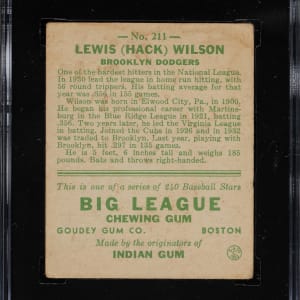 — No. 211 —
LEWIS (HACK) WILSON
BROOKLYN DODGERS
One of the hardest hitters in the National League.
In 1930 lead the league in home run hitting, with
56 round trippers. His batting average for that
year was .356 in 155 games.
Wilson was born in Elwood City, Pa., in 1900.
He began his professional career with Martins-
burg in the Blue Ridge League in 1921, batting
.356. Two years later, he led the Virginia League
in batting. Joined the Cubs in 1926 and in 1932
was traded to Brooklyn. Last year, playing with
Brooklyn, hit .297 in 135 games.
He is 5 feet, 6 inches tall and weighs 185
pounds. Bats and throws right-handed.
This is one of a series of 240 Baseball Stars
BIG LEAGUE
CHEWING GUM
GOUDEY GUM CO. BOSTON
Made by the originators of
INDIAN GUM